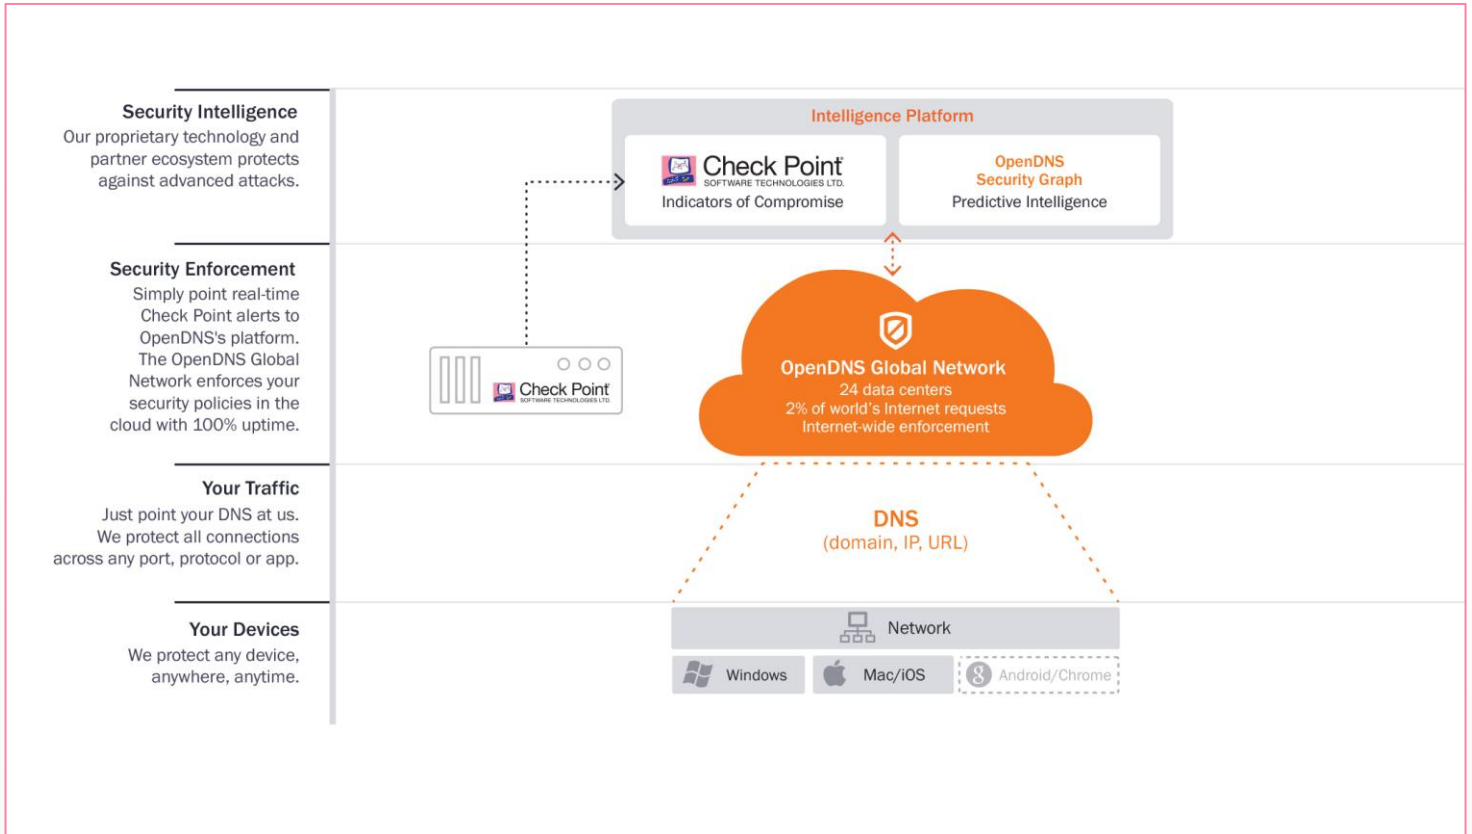 Security Intelligence
Our proprietary technology and
partner ecosystem protects
against advanced attacks.
Intelligence Platform
Check Point
SOFTWARE TECHNOLOGIES LTD.
Indicators of Compromise
OpenDNS
Security Graph
Predictive Intelligence
Security Enforcement
Simply point real-time
Check Point alerts to
OpenDNS's platform.
The OpenDNS Global
Network enforces your
security policies in the
cloud with 100% uptime.
Check Point
SOFTWARE TECHNOLOGIES LTD.
OpenDNS Global Network
24 data centers
2% of world's Internet requests
Internet-wide enforcement
Your Traffic
Just point your DNS at us.
We protect all connections
across any port, protocol or app.
DNS
(domain, IP, URL)
Your Devices
We protect any device,
anywhere, anytime.
Network
Windows
Mac/iOS
Android/Chrome